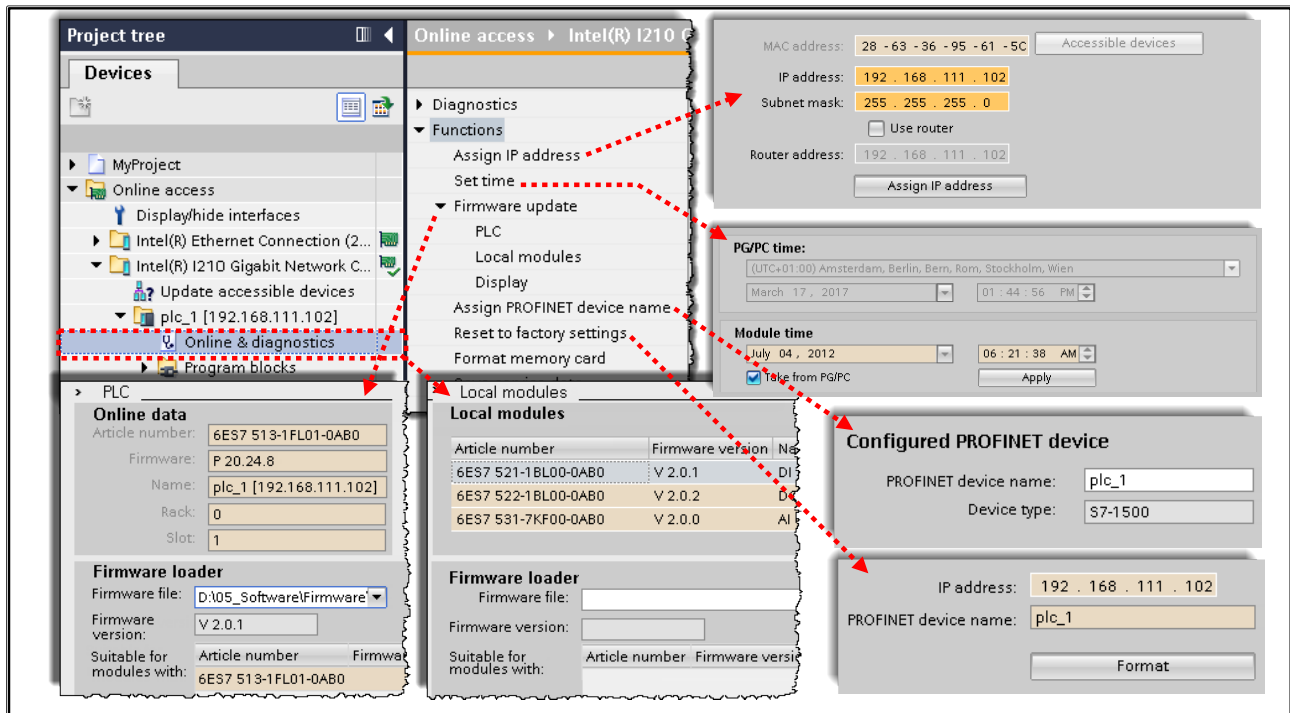 Project tree
Devices
MyProject
Online access
Display/hide interfaces
Intel(R) Ethernet Connection (2...
Intel(R) I210 Gigabit Network C...
Update accessible devices
plc_1 [192.168.111.102]
Online & diagnostics
Program blocks
Online access Intel(R) I210
Diagnostics
Functions
Assign IP address
Set time
Firmware update
PLC
Local modules
Display
Assign PROFINET device name
Reset to factory settings
Format memory card
MAC address: 28 -63 -36 -95 -61 -5C Accessible devices
IP address: 192 . 168 . 111 . 102
Subnet mask: 255 . 255 . 255 . 0
Use router
Router address: 192 . 168 . 111 . 102
Assign IP address
PG/PC time:
(UTC+01:00) Amsterdam, Berlin, Bern, Rom, Stockholm, Wien
March 17 , 2017 01 : 44 : 56 PM
Module time
July 04 , 2012 06 : 21 : 38 AM
Take from PG/PC Apply
PLC
Online data
Article number: 6ES7 513-1FL01-0AB0
Firmware: P 20.24.8
Name: plc_1 [192.168.111.102]
Rack: 0
Slot: 1
Firmware loader
Firmware file: D:\05_Software\Firmware\
Firmware version: V 2.0.1
Suitable for modules with: Article number Firmwar
6ES7 513-1FL01-0AB0
Local modules
Local modules
Article number Firmware version Na
6ES7 521-1BL00-0AB0 V 2.0.1 DI
6ES7 522-1BL00-0AB0 V 2.0.2
6ES7 531-7KF00-0AB0 V 2.0.0 AI
Firmware loader
Firmware file:
Firmware version:
Suitable for modules with: Article number Firmware versi
Configured PROFINET device
PROFINET device name: plc_1
Device type: S7-1500
IP address: 192 . 168 . 111 . 102
PROFINET device name: plc_1
Format